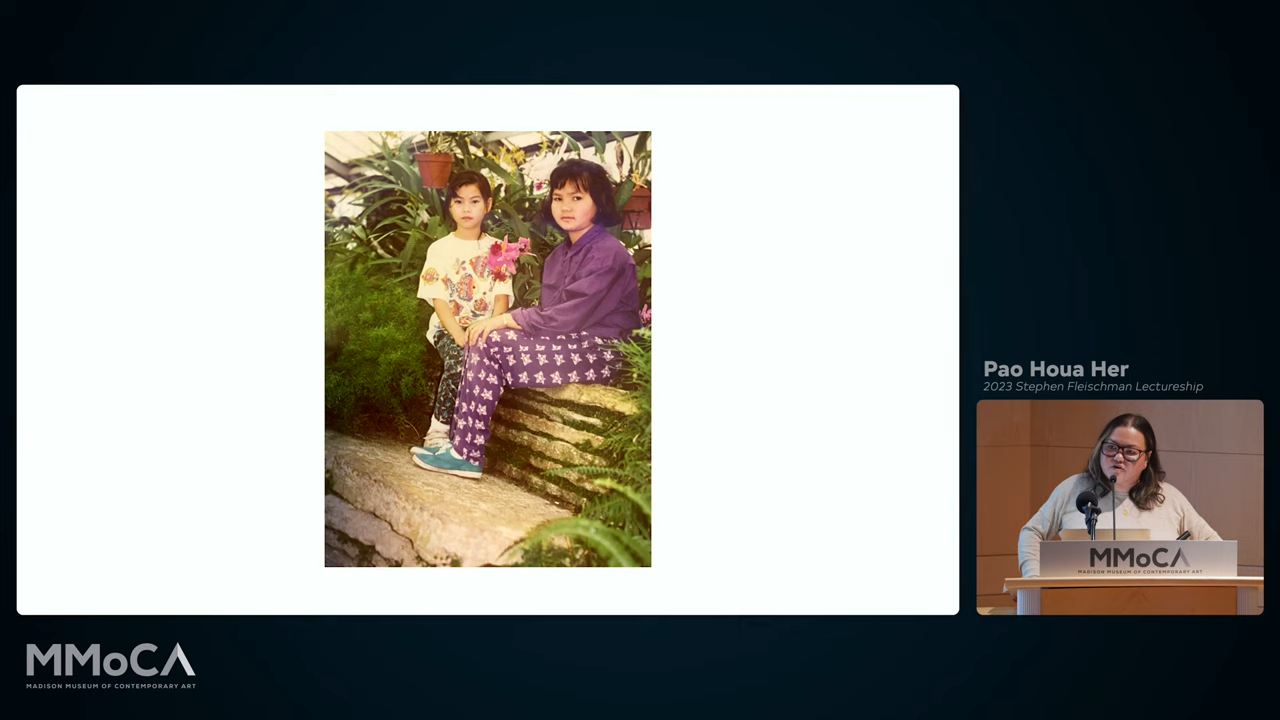 Pao Houa Her
2023 Stephen Fleischman Lectureship
MMoCA
MADISON MUSEUM OF CONTEMPORARY ART
MMoCA
MADISON MUSEUM OF CONTEMPORARY ART